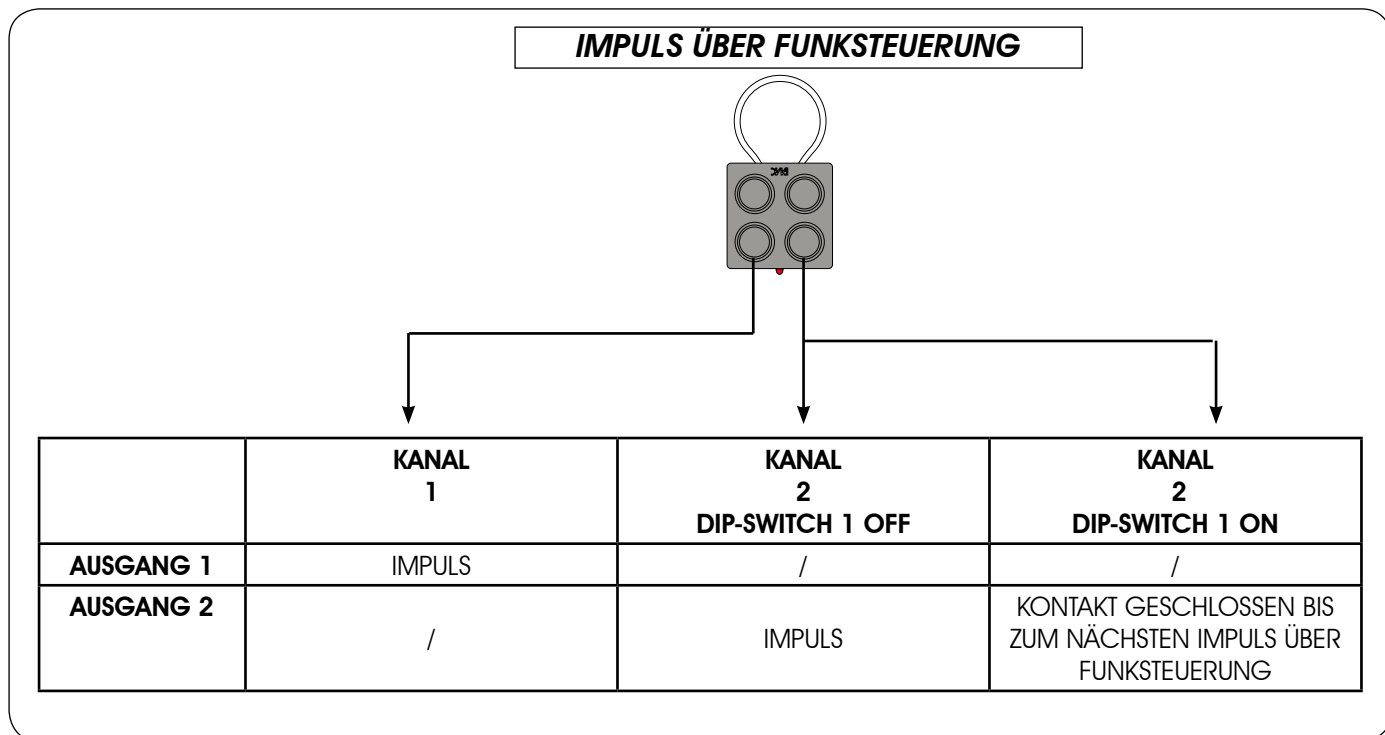 IMPULS ÜBER FUNKSTEUERUNG
KANAL
1
KANAL
2
DIP-SWITCH 1 OFF
KANAL
2
DIP-SWITCH 1 ON
AUSGANG 1
IMPULS
/
/
AUSGANG 2
/
IMPULS
KONTAKT GESCHLOSSEN BIS
ZUM NÄCHSTEN IMPULS ÜBER
FUNKSTEUERUNG